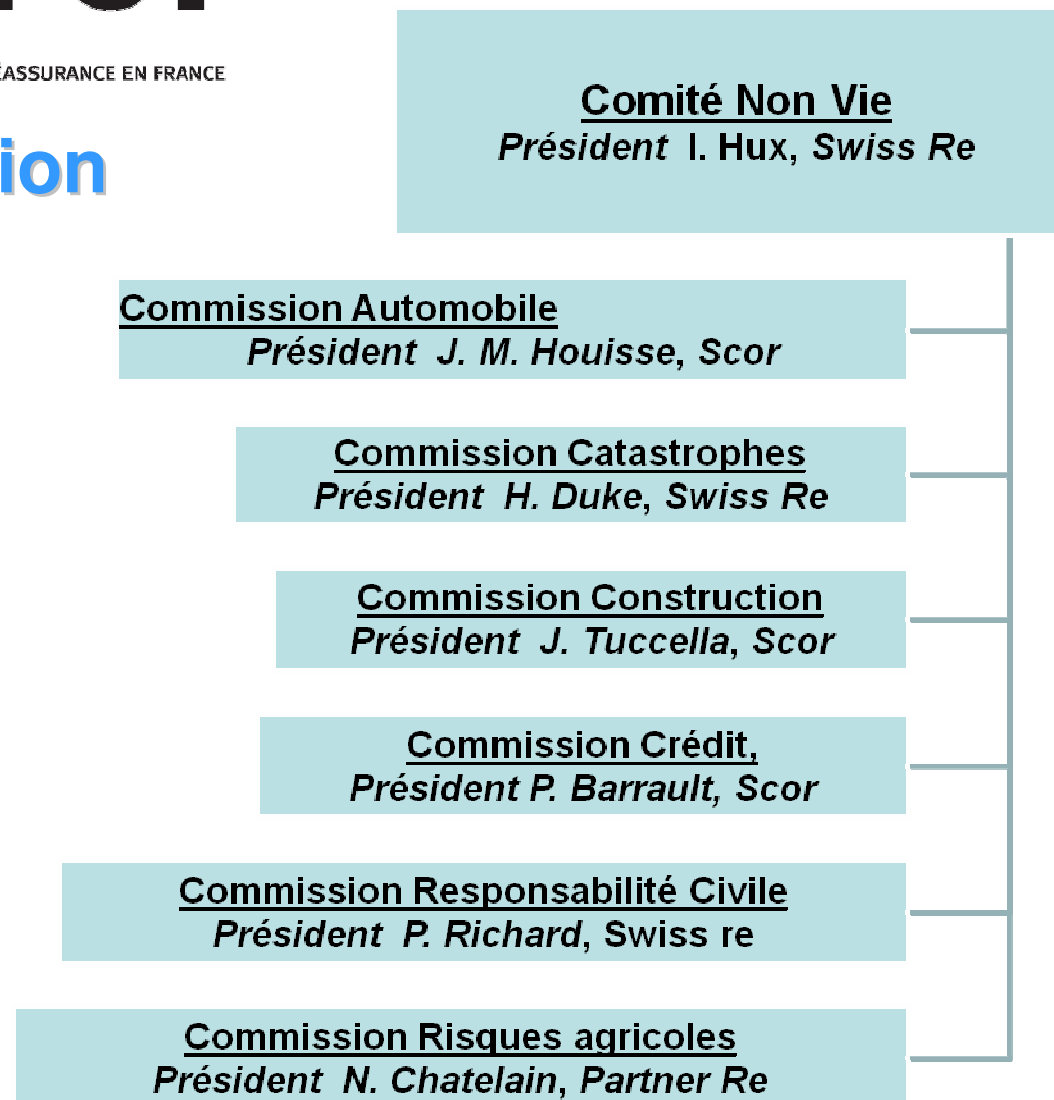 ÉASSURANCE EN FRANCE
ion
Comité Non Vie
Président I. Hux, Swiss Re
Commission Automobile
Président J. M. Houisse, Scor
Commission Catastrophes
Président H. Duke, Swiss Re
Commission Construction
Président J. Tuccella, Scor
Commission Crédit,
Président P. Barrault, Scor
Commission Responsabilité Civile
Président P. Richard, Swiss re
Commission Risques agricoles
Président N. Chatelain, Partner Re